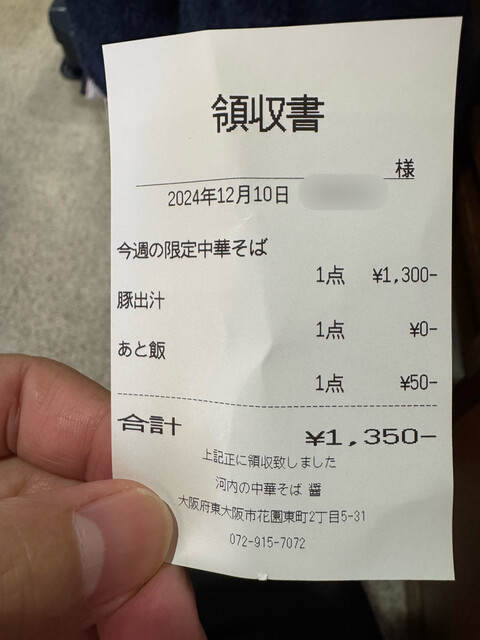 領収書
様
2024年12月10日
今週の限定中華そば
1点 ¥1,300-
豚出汁
1点 ¥0-
あと飯
1点 ¥50-
合計 ¥1,350-
上記正に領収致しました
河内の中華そば 醤
大阪府東大阪市花園東町2丁目5-31
072-915-7072